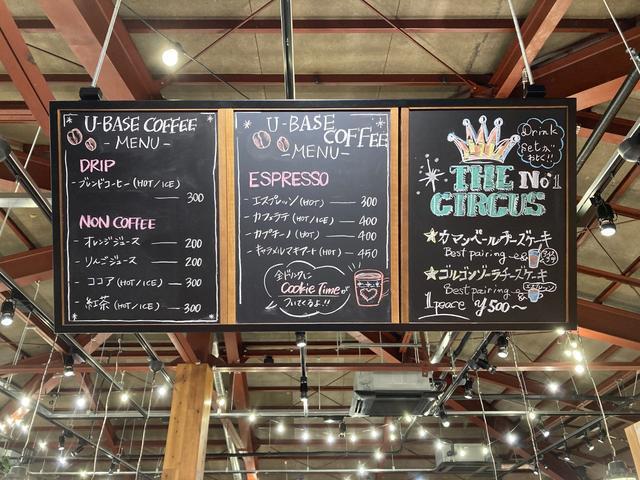 U-BASE COFFEE
- MENU -
DRIP
- ブレンドコーヒー (HOT/ICE)
— 300
NON COFFEE
- オレンジジュース — 200
- りんごジュース — 200
- ココア (HOT/ICE) — 300
- 紅茶 (HOT/ICE) — 300
U-BASE COFFEE
- MENU -
ESPRESSO
- エスプレッソ (HOT) — 300
- カフェラテ (HOT/ICE) — 400
- カプチーノ (HOT) — 400
- キャラメルマキアート (HOT) — 450
全ドリンクに
Cookie Timeが
ついてくるよ!!
Drink
setが
おトク!!
THE No.1
CIRCUS
カマンベールチーズケーキ
Best pairing
ゴルゴンゾーラチーズケーキ
Best pairing
1peace ¥500〜